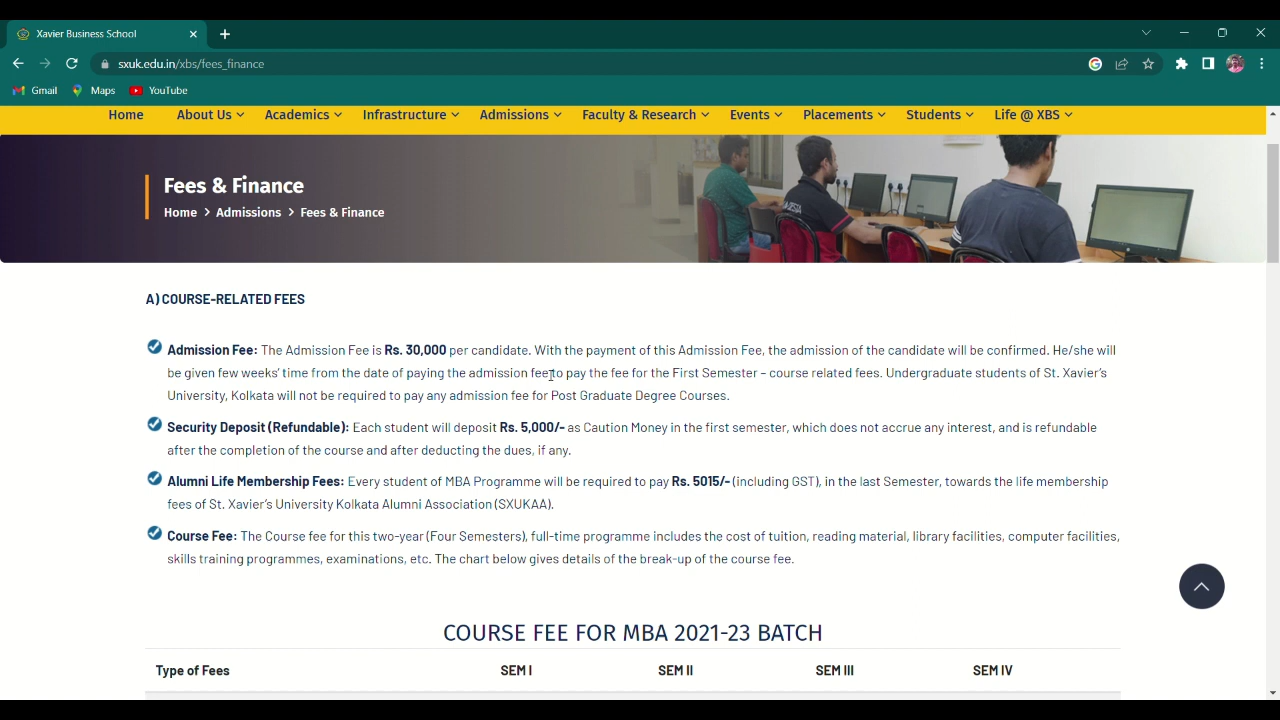 Xavier Business School
sxuk.edu.in/xbs/fees_finance
Gmail Maps YouTube
Home About Us Academics Infrastructure Admissions Faculty & Research Events Placements Students Life @ XBS
Fees & Finance
Home > Admissions > Fees & Finance
A) COURSE-RELATED FEES
Admission Fee: The Admission Fee is Rs. 30,000 per candidate. With the payment of this Admission Fee, the admission of the candidate will be confirmed. He/she will
be given few weeks' time from the date of paying the admission fee to pay the fee for the First Semester – course related fees. Undergraduate students of St. Xavier's
University, Kolkata will not be required to pay any admission fee for Post Graduate Degree Courses.
Security Deposit (Refundable): Each student will deposit Rs. 5,000/- as Caution Money in the first semester, which does not accrue any interest, and is refundable
after the completion of the course and after deducting the dues, if any.
Alumni Life Membership Fees: Every student of MBA Programme will be required to pay Rs. 5015/- (including GST), in the last Semester, towards the life membership
fees of St. Xavier's University Kolkata Alumni Association (SXUKAA).
Course Fee: The Course fee for this two-year (Four Semesters), full-time programme includes the cost of tuition, reading material, library facilities, computer facilities,
skills training programmes, examinations, etc. The chart below gives details of the break-up of the course fee.
COURSE FEE FOR MBA 2021-23 BATCH
Type of Fees SEM I SEM II SEM III SEM IV